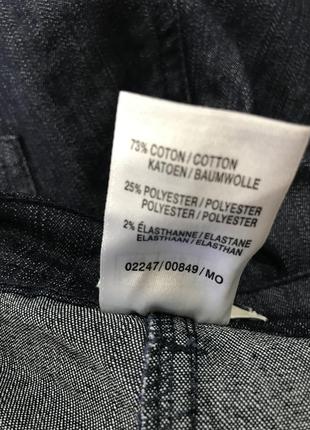 73% COTON / COTTON
KATOEN / BAUMWOLLE
25% POLYESTER / POLYESTER
POLYESTER / POLYESTER
2% ÉLASTHANNE / ELASTANE
ELASTHAAN / ELASTHAN
02247 / 00849 / MO